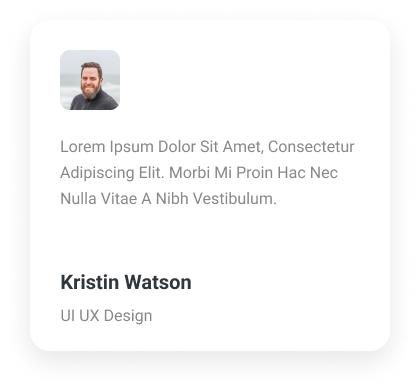 Lorem Ipsum Dolor Sit Amet, Consectetur
Adipiscing Elit. Morbi Mi Proin Hac Nec
Nulla Vitae A Nibh Vestibulum.
Kristin Watson
UI UX Design